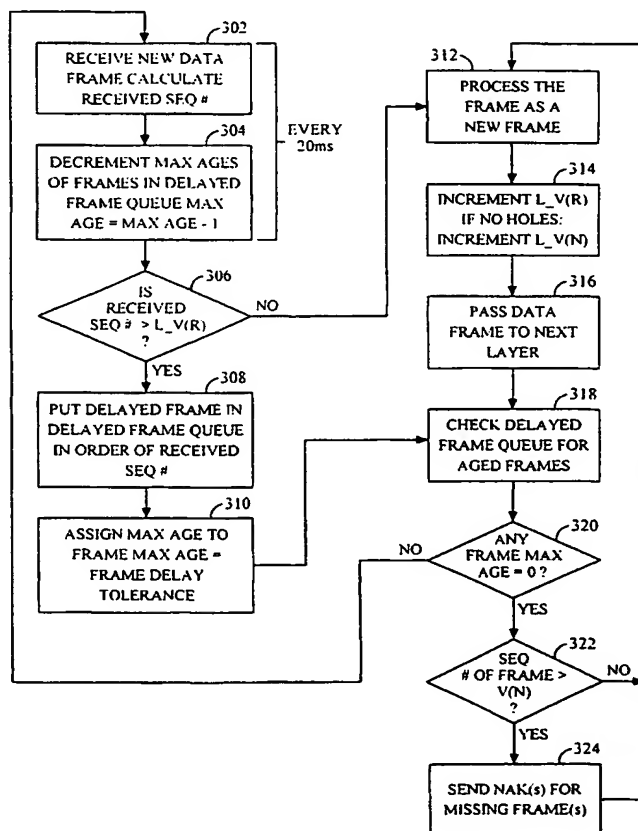 302
RECEIVE NEW DATA
FRAME CALCULATE
RECEIVED SEQ #
304
DECREMENT MAX AGES
OF FRAMES IN DELAYED
FRAME QUEUE MAX
AGE = MAX AGE - 1
EVERY
20ms
306
IS
RECEIVED
SEQ # > L_V(R)
?
NO
YES
308
PUT DELAYED FRAME IN
DELAYED FRAME QUEUE
IN ORDER OF RECEIVED
SEQ #
310
ASSIGN MAX AGE TO
FRAME MAX AGE =
FRAME DELAY
TOLERANCE
312
PROCESS THE
FRAME AS A
NEW FRAME
314
INCREMENT L_V(R)
IF NO HOLES:
INCREMENT L_V(N)
316
PASS DATA
FRAME TO NEXT
LAYER
318
CHECK DELAYED
FRAME QUEUE FOR
AGED FRAMES
320
ANY
FRAME MAX
AGE = 0 ?
NO
YES
322
SEQ
# OF FRAME >
V(N)
?
NO
YES
324
SEND NAK(s) FOR
MISSING FRAME(s)